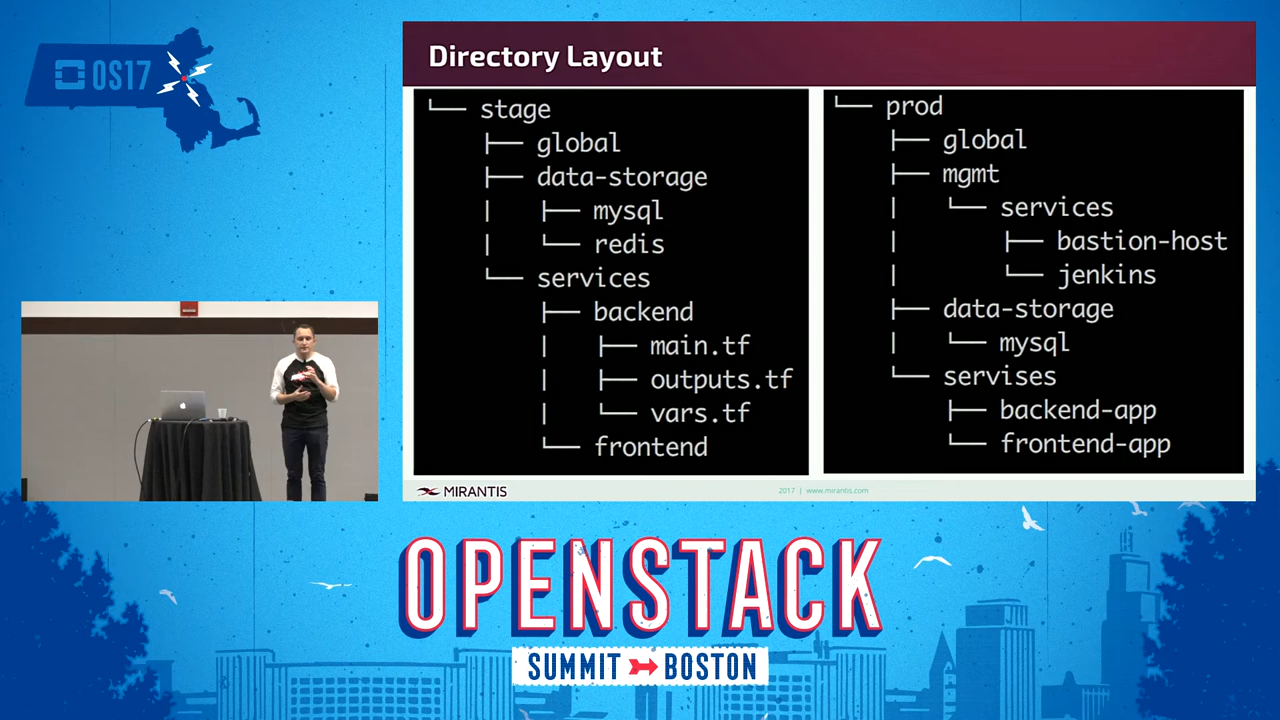 OS17
Directory Layout
└── stage
├── global
├── data-storage
│ ├── mysql
│ └── redis
└── services
├── backend
│ ├── main.tf
│ ├── outputs.tf
│ └── vars.tf
└── frontend
└── prod
├── global
├── mgmt
│ └── services
│ ├── bastion-host
│ └── jenkins
├── data-storage
│ └── mysql
└── servises
├── backend-app
└── frontend-app
MIRANTIS
2017 | www.mirantis.com
OPENSTACK
SUMMIT BOSTON